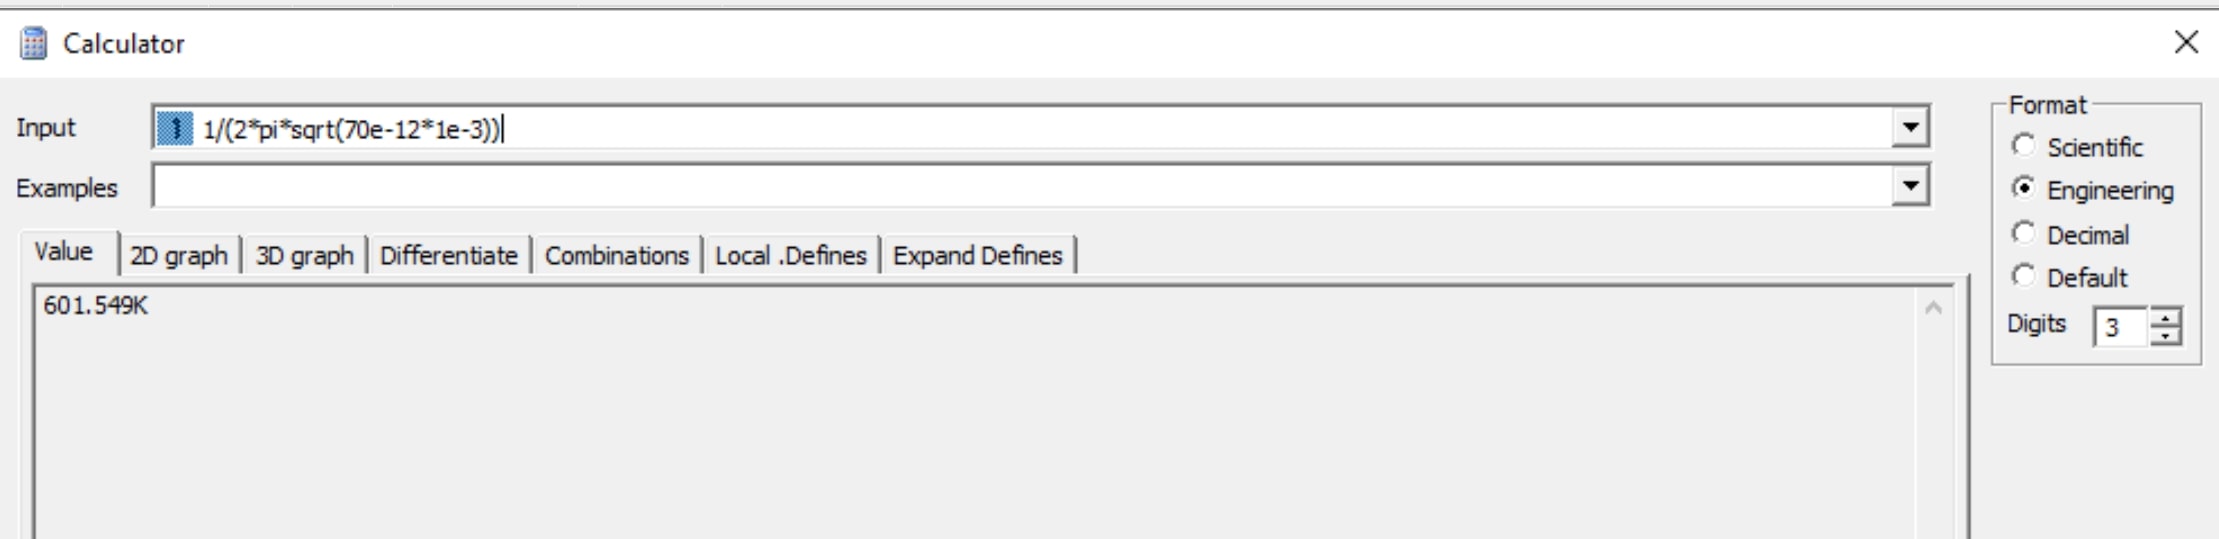 Calculator
Input 1/(2*pi*sqrt(70e-12*1e-3))
Examples
Value 2D graph 3D graph Differentiate Combinations Local .Defines Expand Defines
601.549K
Format
Scientific
Engineering
Decimal
Default
Digits 3